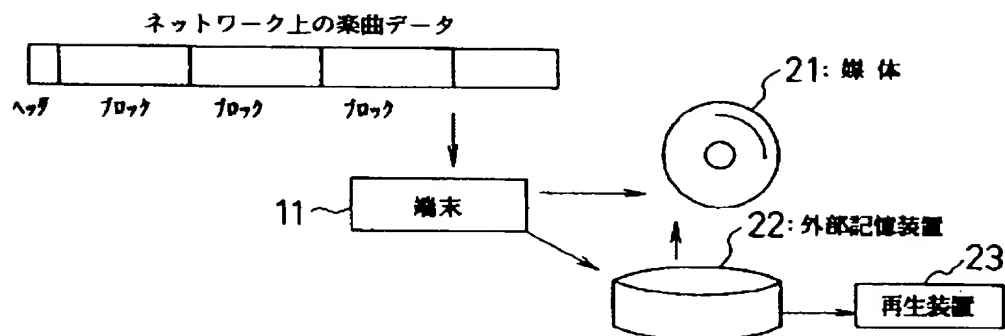 ネットワーク上の楽曲データ
ヘッダ ブロック ブロック ブロック
21:媒体
11 端末
22:外部記憶装置
23
再生装置